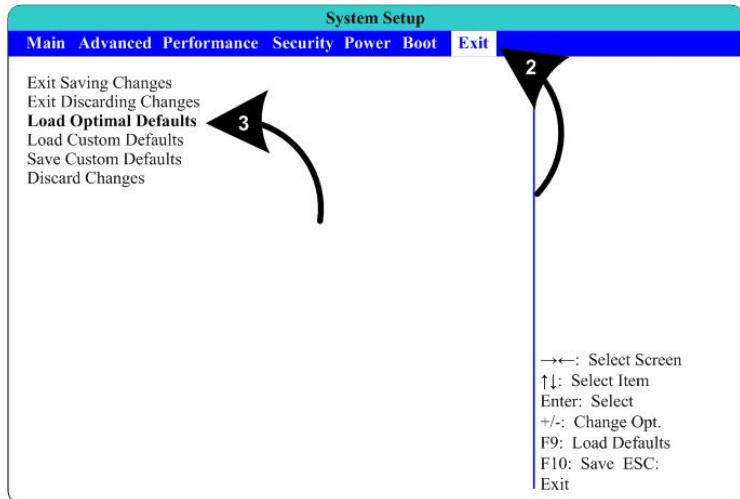 System Setup
Main Advanced Performance Security Power Boot Exit
Exit Saving Changes
Exit Discarding Changes
Load Optimal Defaults
Load Custom Defaults
Save Custom Defaults
Discard Changes
2
3
→←: Select Screen
↑↓: Select Item
Enter: Select
+/-: Change Opt.
F9: Load Defaults
F10: Save ESC:
Exit